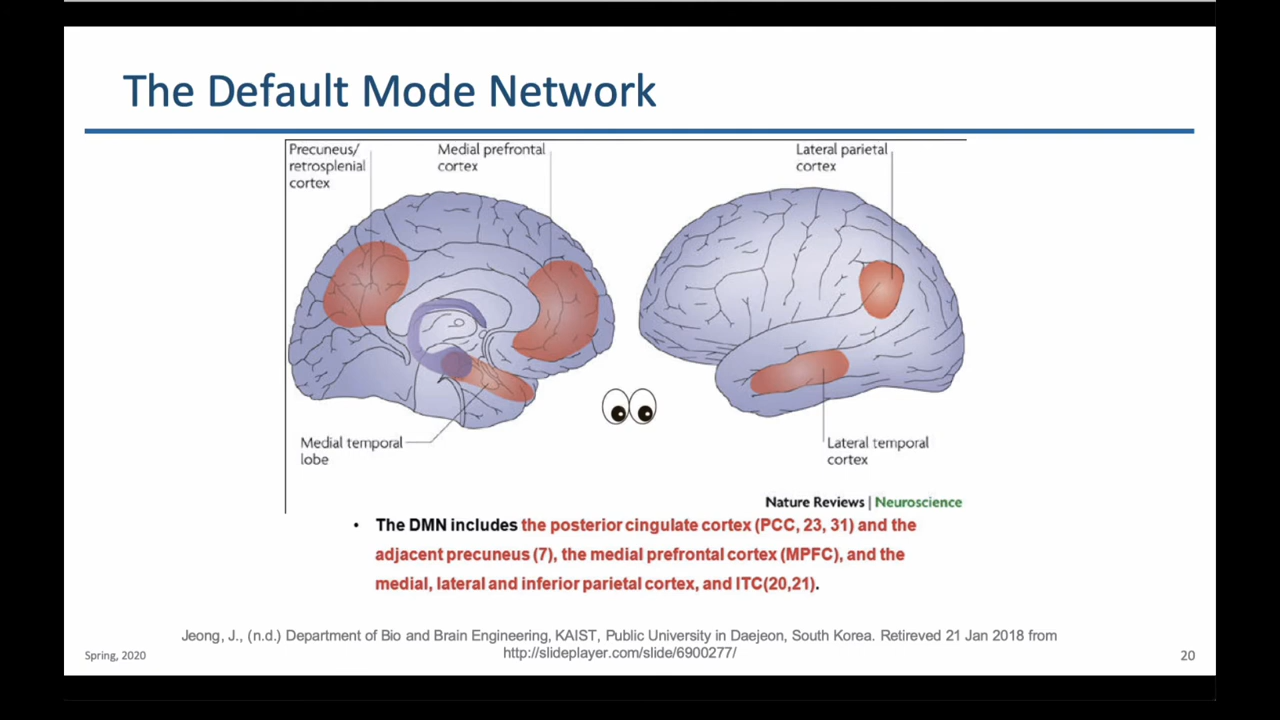 The Default Mode Network
Precuneus/
retrosplenial
cortex
Medial prefrontal
cortex
Lateral parietal
cortex
Medial temporal
lobe
Lateral temporal
cortex
Nature Reviews | Neuroscience
• The DMN includes the posterior cingulate cortex (PCC, 23, 31) and the
adjacent precuneus (7), the medial prefrontal cortex (MPFC), and the
medial, lateral and inferior parietal cortex, and ITC(20,21).
Jeong, J., (n.d.) Department of Bio and Brain Engineering, KAIST, Public University in Daejeon, South Korea. Retireved 21 Jan 2018 from
http://slideplayer.com/slide/6900277/
Spring, 2020
20